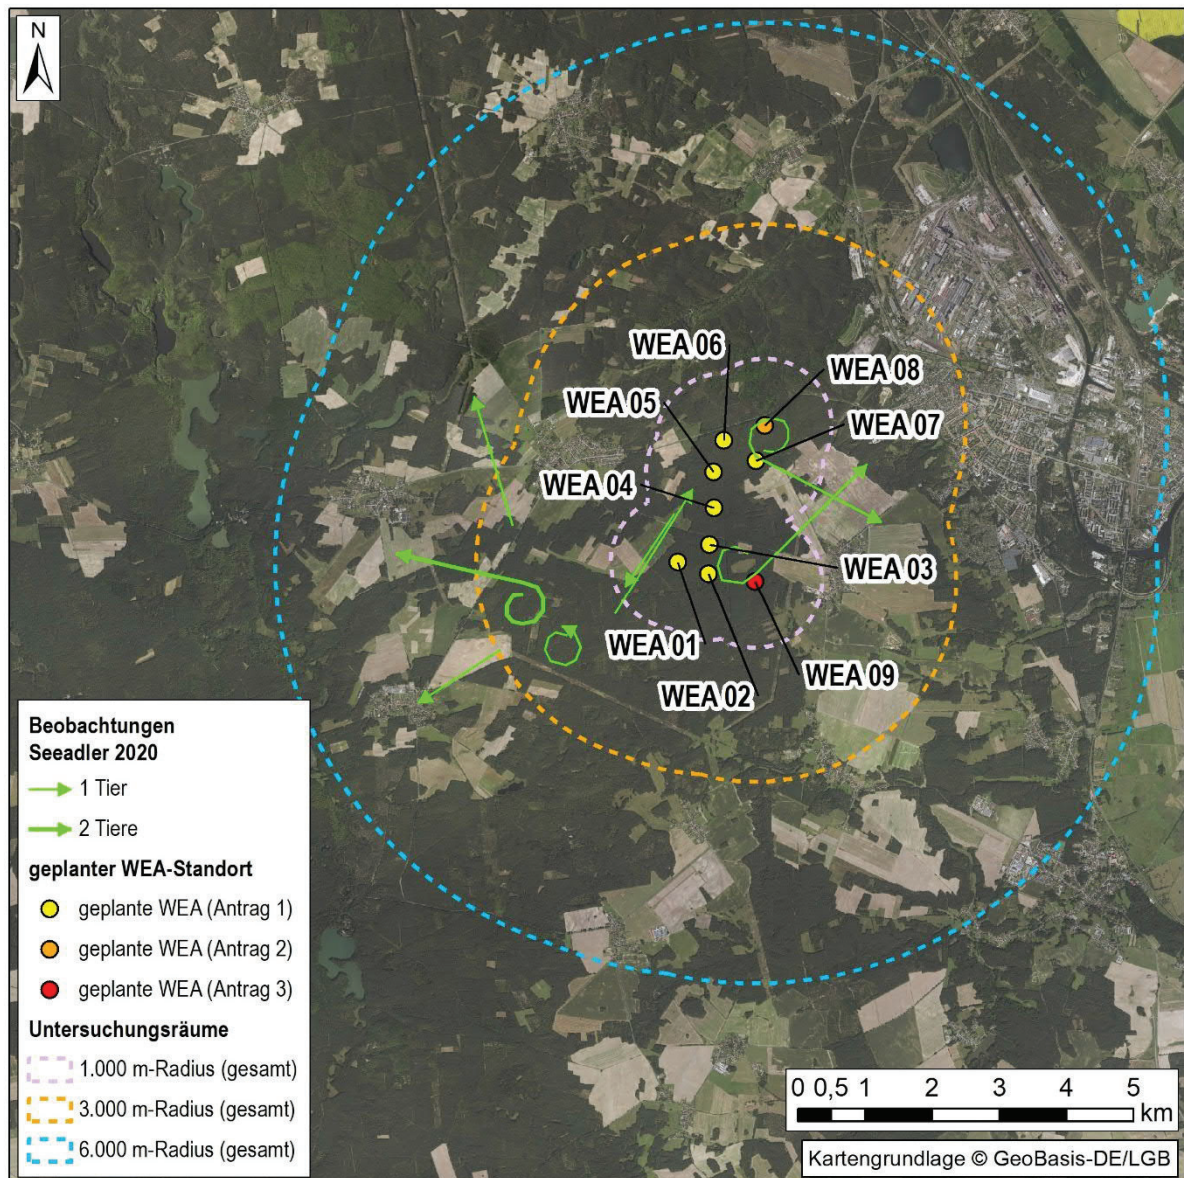 N
WEA 06
WEA 08
WEA 05
WEA 07
WEA 04
WEA 03
WEA 01
WEA 09
WEA 02
Beobachtungen
Seeadler 2020
1 Tier
2 Tiere
geplanter WEA-Standort
geplante WEA (Antrag 1)
geplante WEA (Antrag 2)
geplante WEA (Antrag 3)
Untersuchungsräume
1.000 m-Radius (gesamt)
3.000 m-Radius (gesamt)
6.000 m-Radius (gesamt)
0 0,5 1 2 3 4 5
km
Kartengrundlage © GeoBasis-DE/LGB